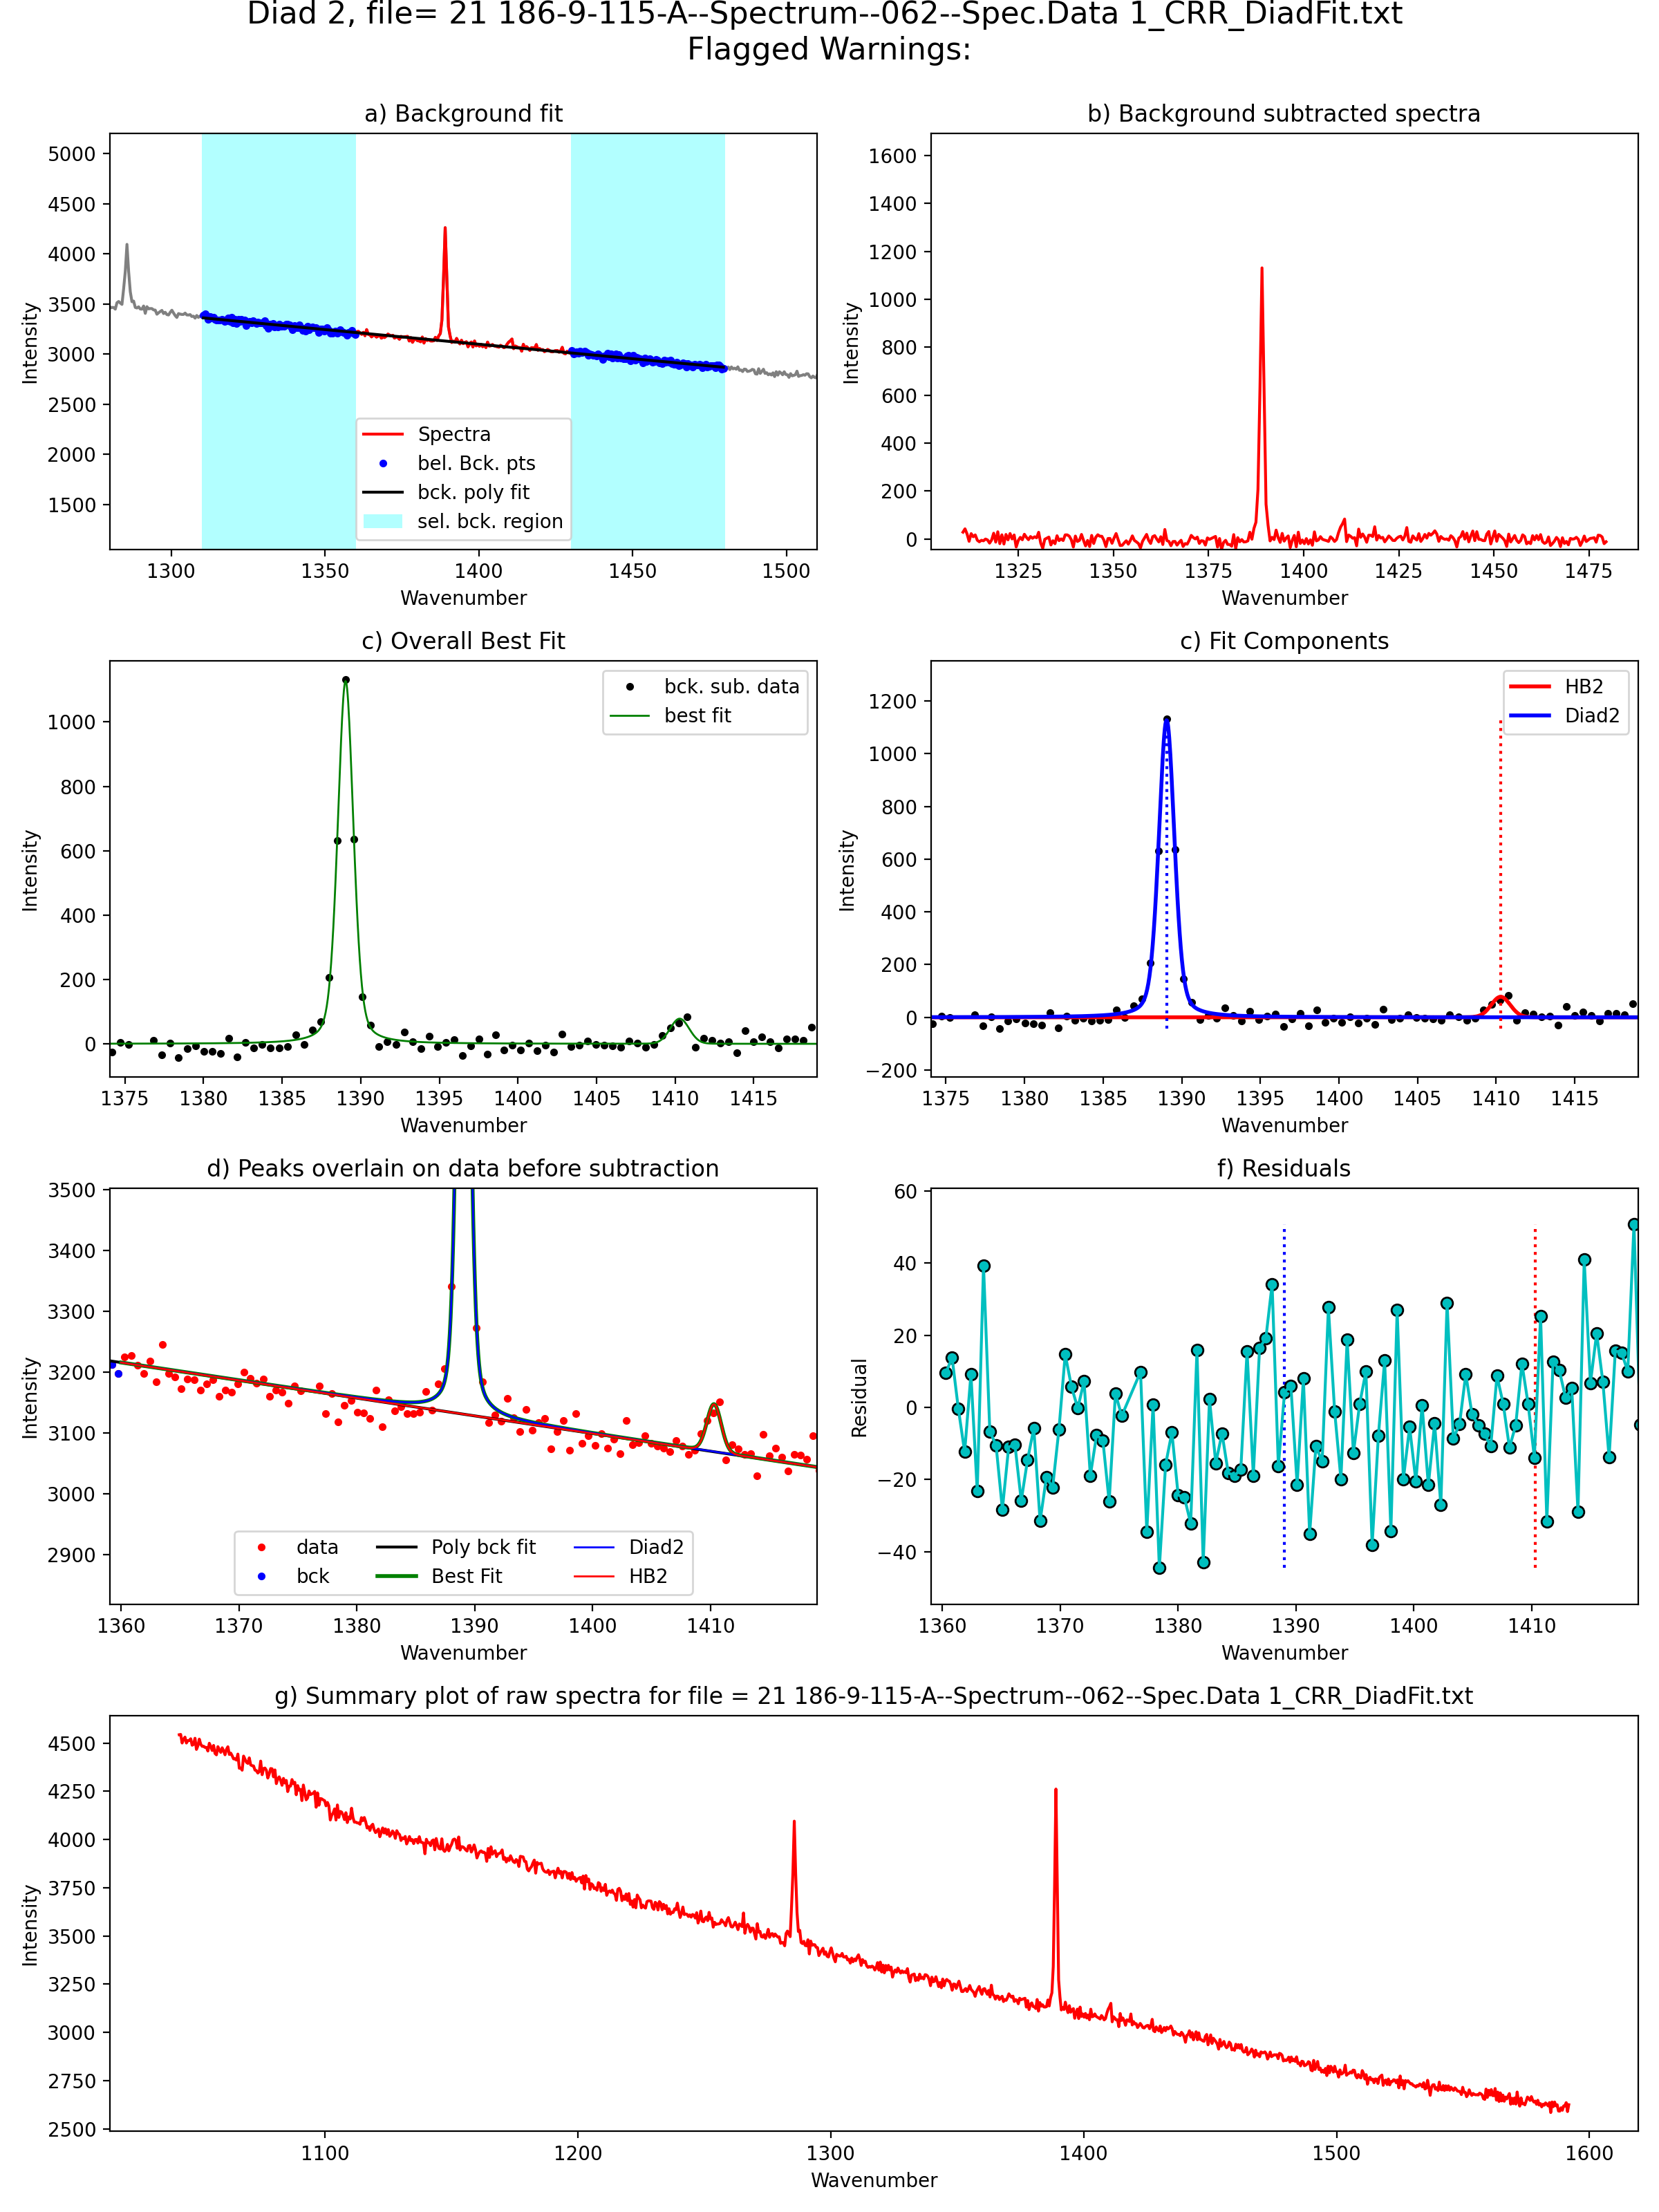 Diad 2, file= 21 186-9-115-A--Spectrum--062--Spec.Data 1_CRR_DiadFit.txt
Flagged Warnings:
a) Background fit
5000
4500
4000
3500
3000
2500
2000
1500
Intensity
Spectra
bel. Bck. pts
bck. poly fit
sel. bck. region
1300 1350 1400 1450 1500
Wavenumber
b) Background subtracted spectra
1600
1400
1200
1000
800
600
400
200
0
Intensity
1325 1350 1375 1400 1425 1450 1475
Wavenumber
c) Overall Best Fit
1000
800
600
400
200
0
Intensity
bck. sub. data
best fit
1375 1380 1385 1390 1395 1400 1405 1410 1415
Wavenumber
c) Fit Components
1200
1000
800
600
400
200
0
−200
Intensity
HB2
Diad2
1375 1380 1385 1390 1395 1400 1405 1410 1415
Wavenumber
d) Peaks overlain on data before subtraction
3500
3400
3300
3200
3100
3000
2900
Intensity
data Poly bck fit Diad2
bck Best Fit HB2
1360 1370 1380 1390 1400 1410
Wavenumber
f) Residuals
60
40
20
0
−20
−40
Residual
1360 1370 1380 1390 1400 1410
Wavenumber
g) Summary plot of raw spectra for file = 21 186-9-115-A--Spectrum--062--Spec.Data 1_CRR_DiadFit.txt
4500
4250
4000
3750
3500
3250
3000
2750
2500
Intensity
1100 1200 1300 1400 1500 1600
Wavenumber